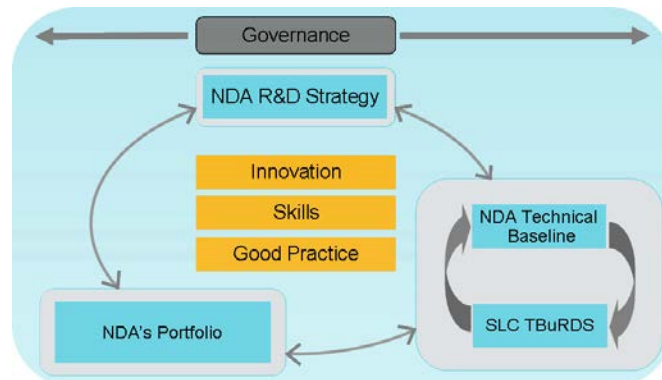 Governance
NDA R&D Strategy
Innovation
Skills
Good Practice
NDA Technical
Baseline
SLC TBuRDS
NDA's Portfolio